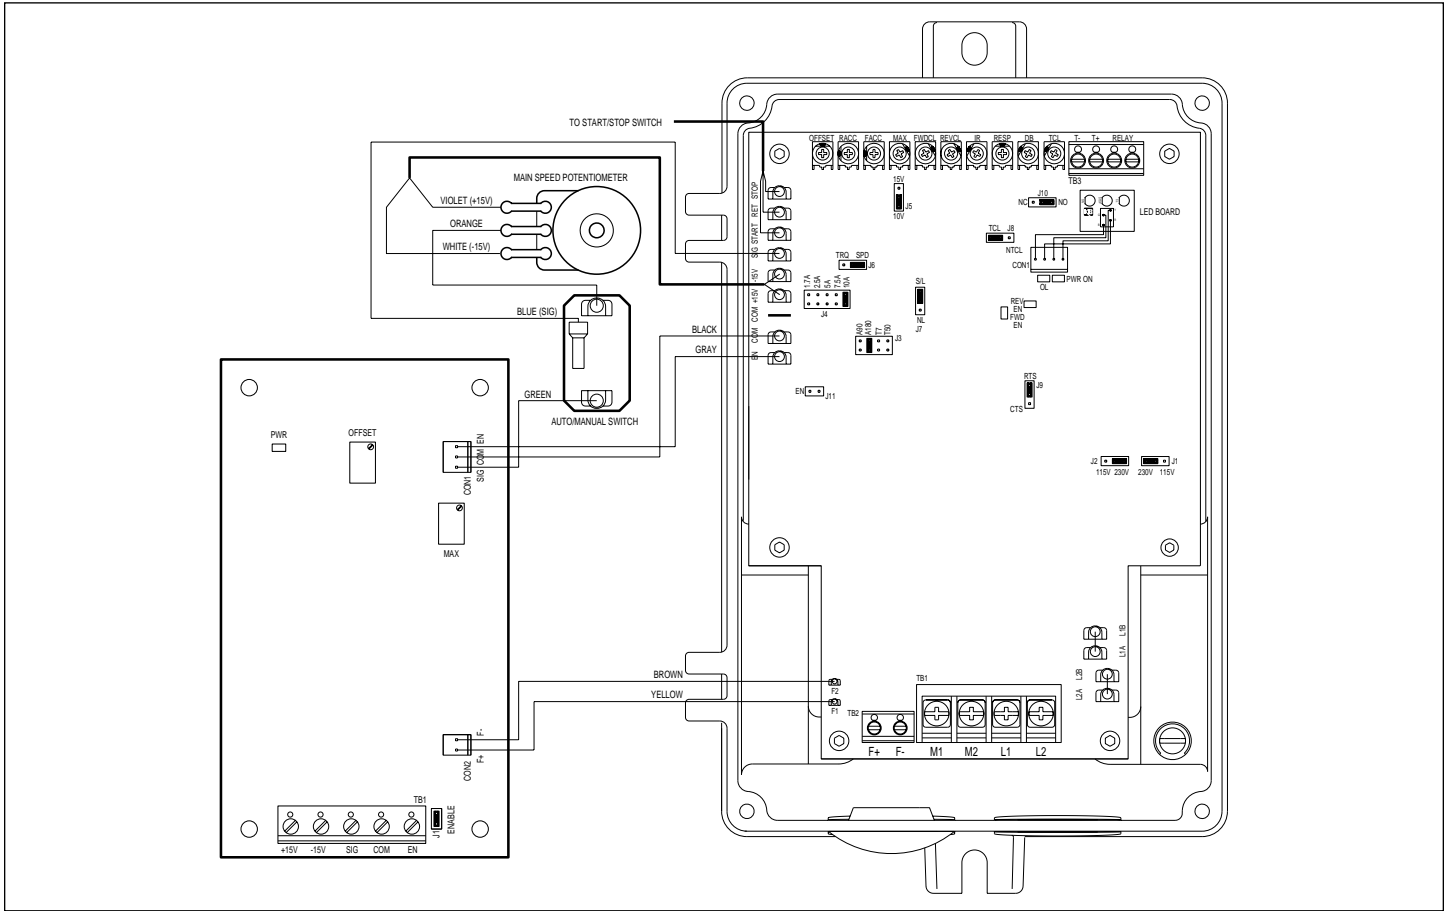 TO START/STOP SWITCH
MAIN SPEED POTENTIOMETER
VIOLET (+15V)
ORANGE
WHITE (-15V)
BLUE (SIG)
BLACK
GRAY
GREEN
AUTO/MANUAL SWITCH
BROWN
YELLOW
PWR
OFFSET
EN
COM
SIG
CON1
MAX
F-
F+
CON2
TB1
J1
ENABLE
+15V -15V SIG COM EN
OFFSET RACC FACC MAX FWDCL REVCL IR RESP DB TCL
T- T+ RELAY
TB3
STOP
RET
START
SIG
-15V
+15V
COM
COM
EN
15V
J5
10V
J10
NC NO
LED BOARD
TCL J8
NTCL
CON1
OL
PWR ON
TRQ SPD
J6
1.7A
2.5A
5A
7.5A
10A
J4
S/L
NL
J7
REV
EN
FWD
EN
A90
A180
T7
T50
J3
EN J11
RTS
J9
CTS
J2 J1
115V 230V 230V 115V
L1B
L1A
L2B
L2A
F2
F1
TB1
TB2
F+ F- M1 M2 L1 L2